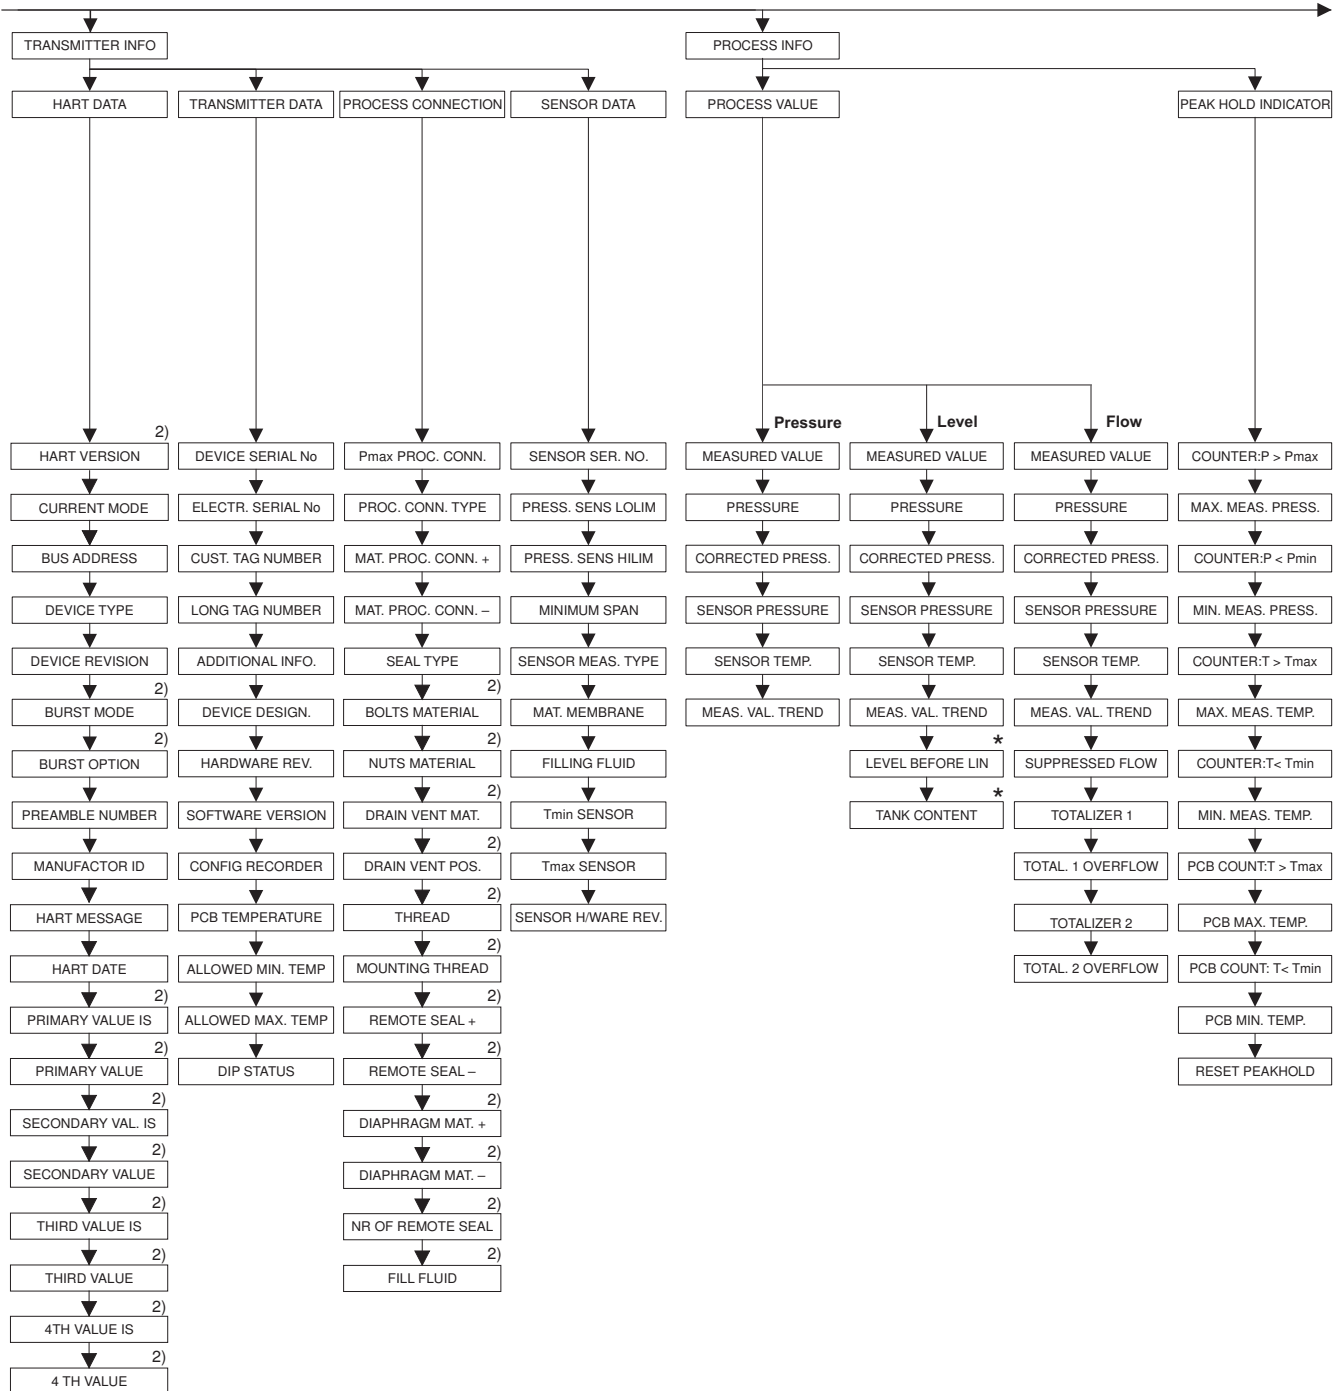 TRANSMITTER INFO
PROCESS INFO
HART DATA
TRANSMITTER DATA
PROCESS CONNECTION
SENSOR DATA
PROCESS VALUE
PEAK HOLD INDICATOR
2)
HART VERSION
CURRENT MODE
BUS ADDRESS
DEVICE TYPE
DEVICE REVISION
2)
BURST MODE
2)
BURST OPTION
PREAMBLE NUMBER
MANUFACTOR ID
HART MESSAGE
HART DATE
2)
PRIMARY VALUE IS
2)
PRIMARY VALUE
2)
SECONDARY VAL. IS
2)
SECONDARY VALUE
2)
THIRD VALUE IS
2)
THIRD VALUE
2)
4TH VALUE IS
2)
4 TH VALUE
DEVICE SERIAL No
ELECTR. SERIAL No
CUST. TAG NUMBER
LONG TAG NUMBER
ADDITIONAL INFO.
DEVICE DESIGN.
HARDWARE REV.
SOFTWARE VERSION
CONFIG RECORDER
PCB TEMPERATURE
ALLOWED MIN. TEMP
ALLOWED MAX. TEMP
DIP STATUS
Pmax PROC. CONN.
PROC. CONN. TYPE
MAT. PROC. CONN. +
MAT. PROC. CONN. –
SEAL TYPE
2)
BOLTS MATERIAL
2)
NUTS MATERIAL
2)
DRAIN VENT MAT.
2)
DRAIN VENT POS.
2)
THREAD
2)
MOUNTING THREAD
2)
REMOTE SEAL +
2)
REMOTE SEAL –
2)
DIAPHRAGM MAT. +
2)
DIAPHRAGM MAT. –
2)
NR OF REMOTE SEAL
2)
FILL FLUID
SENSOR SER. NO.
PRESS. SENS LOLIM
PRESS. SENS HILIM
MINIMUM SPAN
SENSOR MEAS. TYPE
MAT. MEMBRANE
FILLING FLUID
Tmin SENSOR
Tmax SENSOR
SENSOR H/WARE REV.
Pressure
MEASURED VALUE
PRESSURE
CORRECTED PRESS.
SENSOR PRESSURE
SENSOR TEMP.
MEAS. VAL. TREND
Level
MEASURED VALUE
PRESSURE
CORRECTED PRESS.
SENSOR PRESSURE
SENSOR TEMP.
MEAS. VAL. TREND
*
LEVEL BEFORE LIN
*
TANK CONTENT
Flow
MEASURED VALUE
PRESSURE
CORRECTED PRESS.
SENSOR PRESSURE
SENSOR TEMP.
MEAS. VAL. TREND
SUPPRESSED FLOW
TOTALIZER 1
TOTAL. 1 OVERFLOW
TOTALIZER 2
TOTAL. 2 OVERFLOW
COUNTER:P > Pmax
MAX. MEAS. PRESS.
COUNTER:P < Pmin
MIN. MEAS. PRESS.
COUNTER:T > Tmax
MAX. MEAS. TEMP.
COUNTER:T< Tmin
MIN. MEAS. TEMP.
PCB COUNT:T > Tmax
PCB MAX. TEMP.
PCB COUNT: T< Tmin
PCB MIN. TEMP.
RESET PEAKHOLD